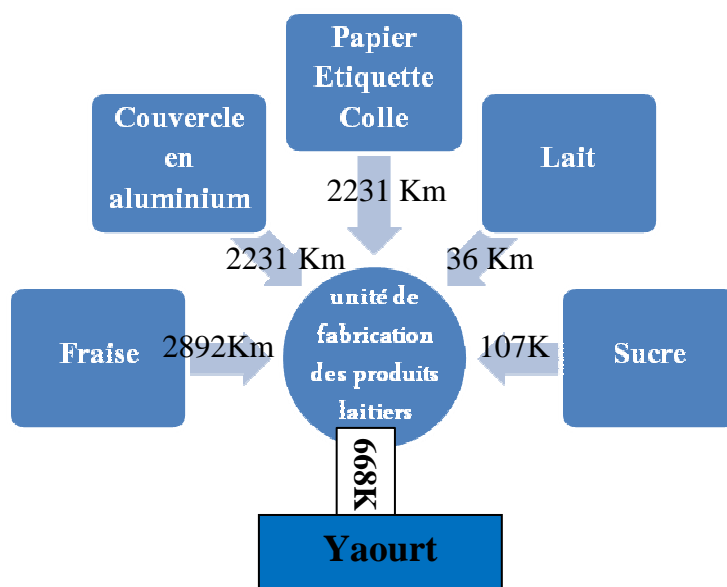 Papier
Etiquette
Colle
Couvercle
en
aluminium
Lait
2231 Km
2231 Km
36 Km
Fraise
2892Km
unité de
fabrication
des produits
laitiers
107K
Sucre
668K
Yaourt